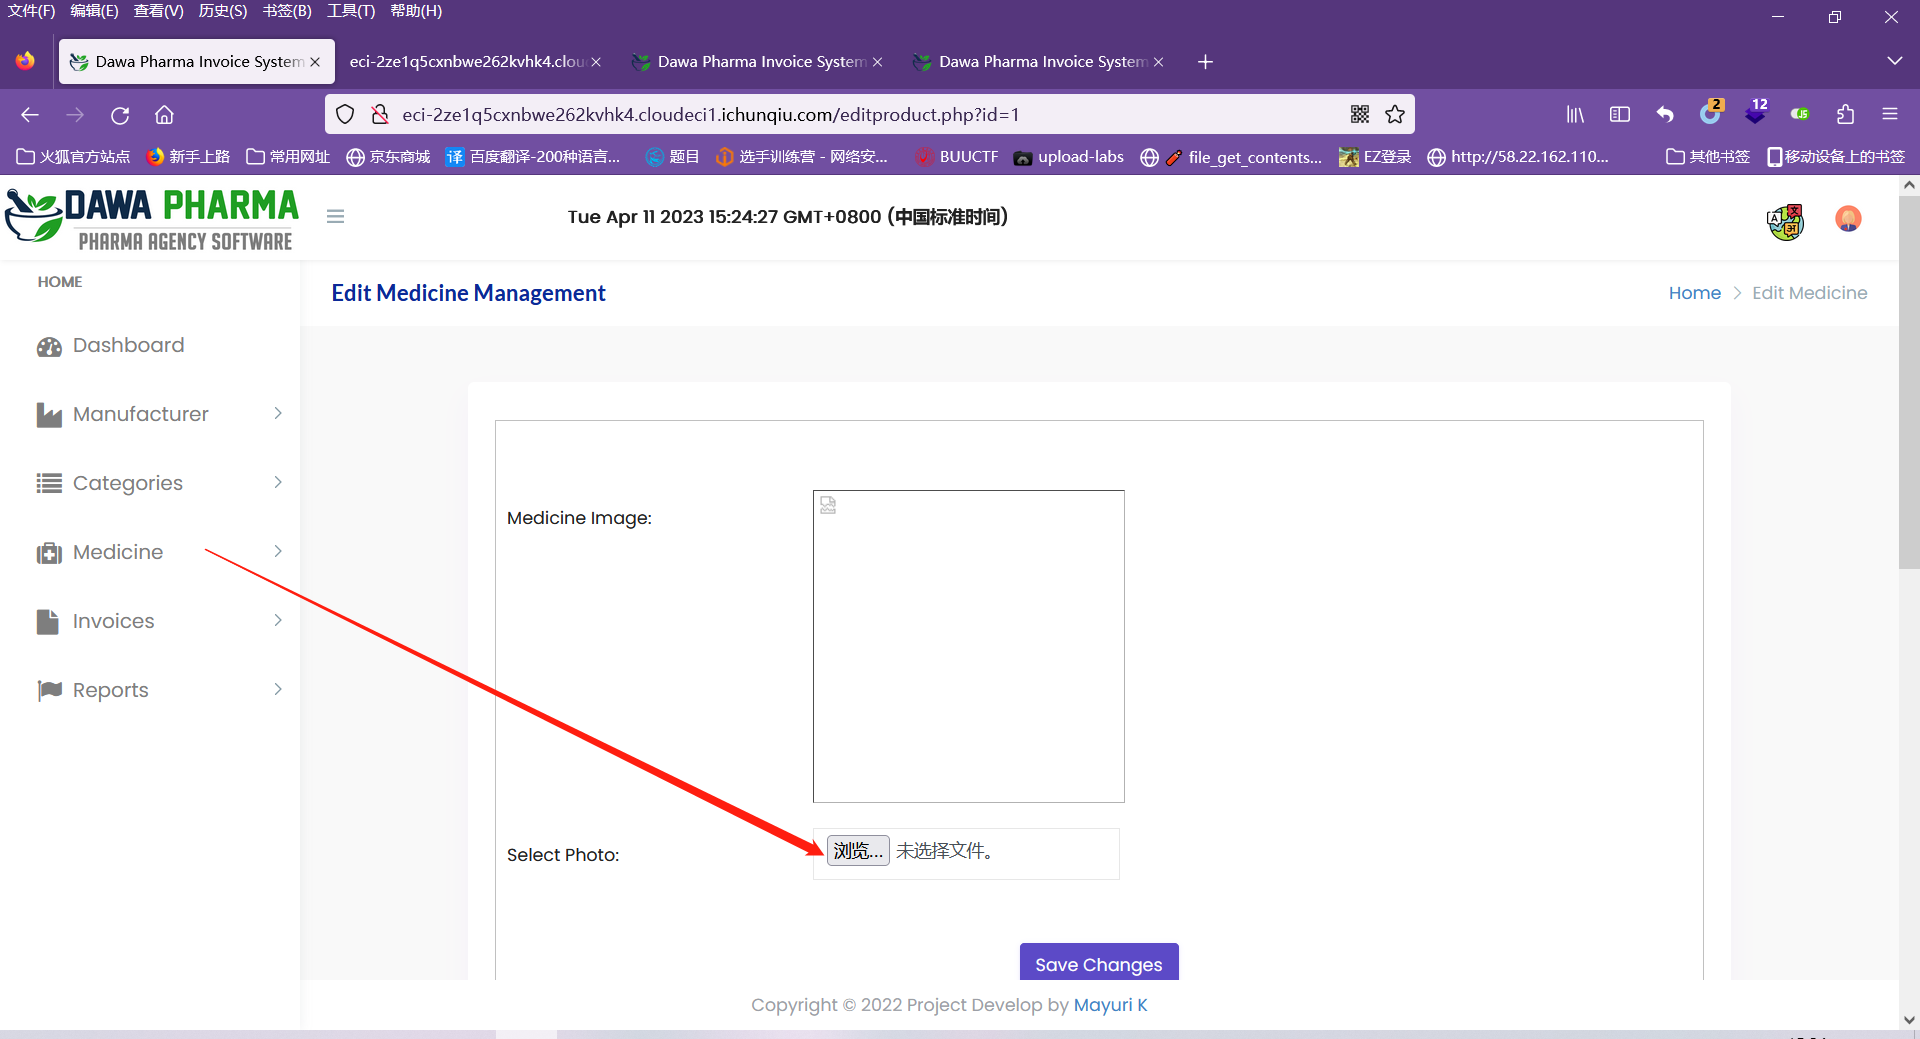 文件(F) 编辑(E) 查看(V) 历史(S) 书签(B) 工具(T) 帮助(H)
Dawa Pharma Invoice System eci-2ze1q5cxnbwe262kvhk4.clou Dawa Pharma Invoice System Dawa Pharma Invoice System
eci-2ze1q5cxnbwe262kvhk4.cloudeci1.ichunqiu.com/editproduct.php?id=1 2 12
火狐官方站点 新手上路 常用网址 京东商城 译 百度翻译-200种语言... 题目 选手训练营 - 网络安... BUUCTF upload-labs file_get_contents... EZ登录 http://58.22.162.110... 其他书签 移动设备上的书签
DAWA PHARMA
PHARMA AGENCY SOFTWARE
Tue Apr 11 2023 15:24:27 GMT+0800 (中国标准时间)
HOME
Edit Medicine Management
Home Edit Medicine
Dashboard
Manufacturer
Categories
Medicine
Invoices
Reports
Medicine Image:
Select Photo:
浏览... 未选择文件。
Save Changes
Copyright © 2022 Project Develop by Mayuri K